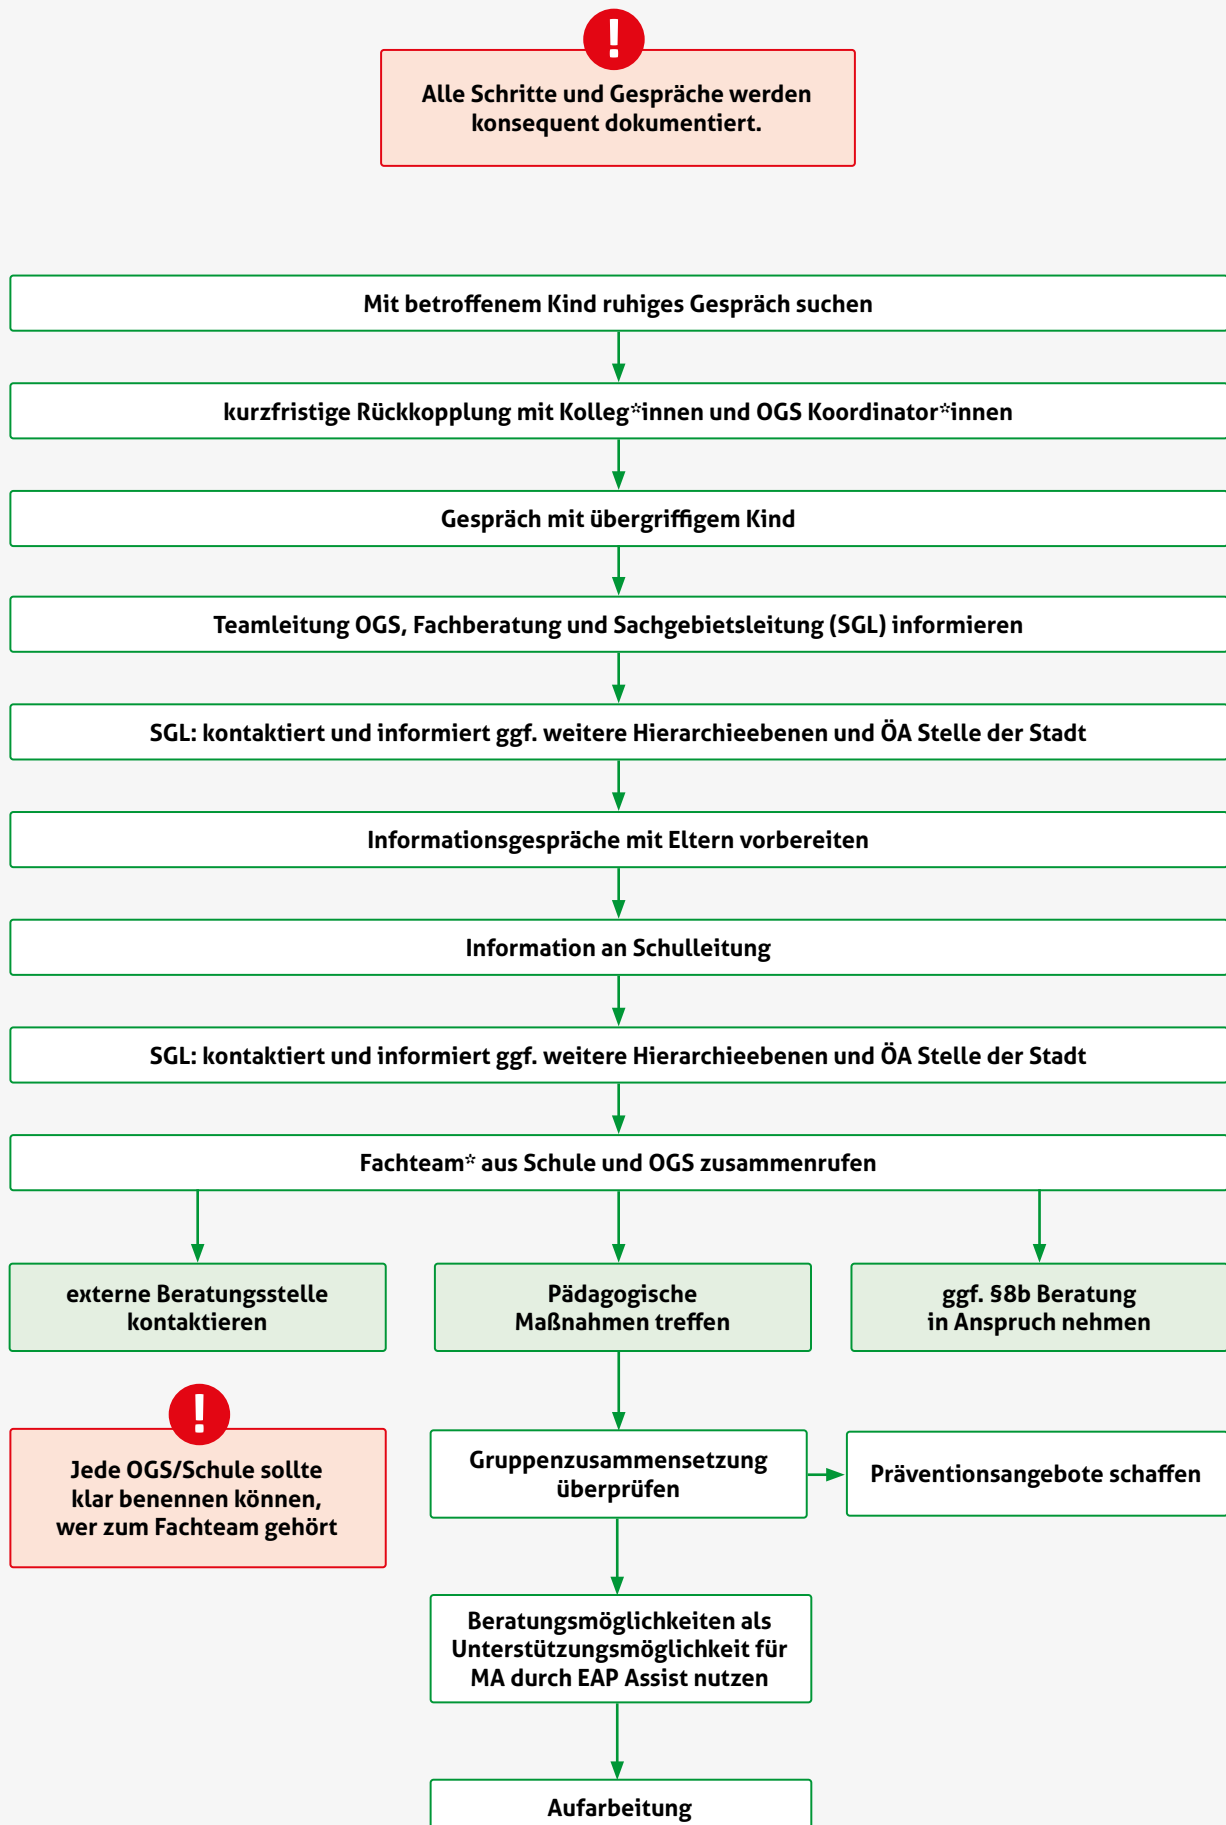 !
Alle Schritte und Gespräche werden
konsequent dokumentiert.
Mit betroffenem Kind ruhiges Gespräch suchen
kurzfristige Rückkopplung mit Kolleg*innen und OGS Koordinator*innen
Gespräch mit übergriffigem Kind
Teamleitung OGS, Fachberatung und Sachgebietsleitung (SGL) informieren
SGL: kontaktiert und informiert ggf. weitere Hierarchieebenen und ÖA Stelle der Stadt
Informationsgespräche mit Eltern vorbereiten
Information an Schulleitung
SGL: kontaktiert und informiert ggf. weitere Hierarchieebenen und ÖA Stelle der Stadt
Fachteam* aus Schule und OGS zusammenrufen
externe Beratungsstelle
kontaktieren
Pädagogische
Maßnahmen treffen
ggf. §8b Beratung
in Anspruch nehmen
!
Jede OGS/Schule sollte
klar benennen können,
wer zum Fachteam gehört
Gruppenzusammensetzung
überprüfen
Präventionsangebote schaffen
Beratungsmöglichkeiten als
Unterstützungsmöglichkeit für
MA durch EAP Assist nutzen
Aufarbeitung